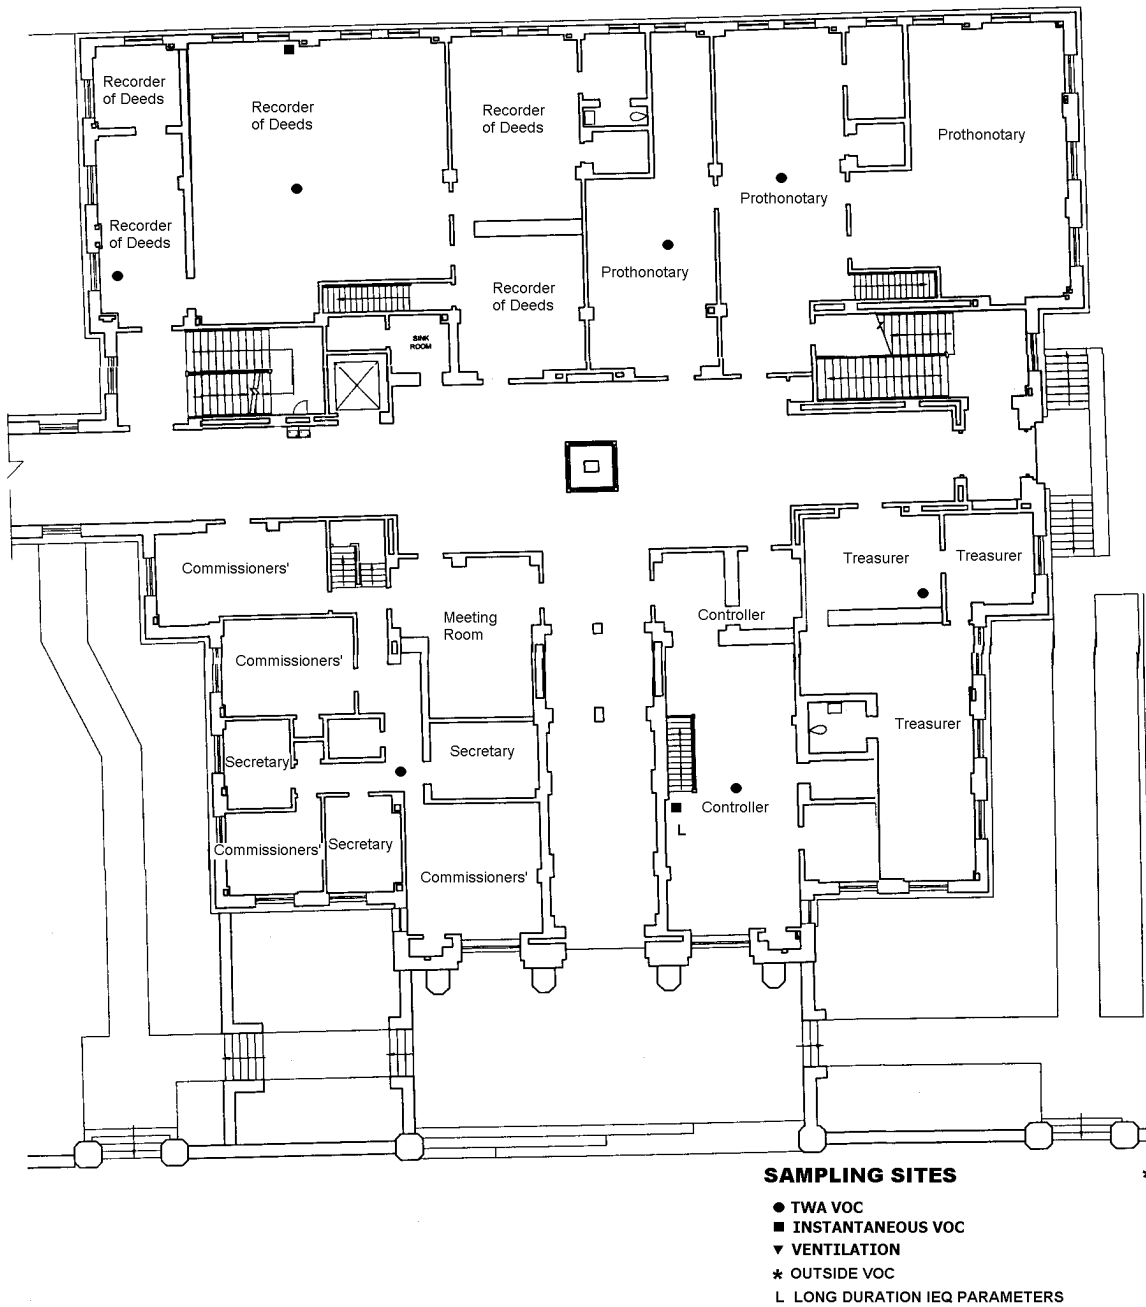 Recorder
of Deeds
Recorder
of Deeds
Recorder
of Deeds
Prothonotary
Prothonotary
Recorder
of Deeds
Prothonotary
Recorder
of Deeds
SINK
ROOM
Commissioners'
Treasurer
Treasurer
Meeting
Room
Controller
Commissioners'
Treasurer
Secretary
Secretary
Controller
L
Commissioners'
Secretary
Commissioners'
SAMPLING SITES
*
● TWA VOC
■ INSTANTANEOUS VOC
▼ VENTILATION
* OUTSIDE VOC
L LONG DURATION IEQ PARAMETERS